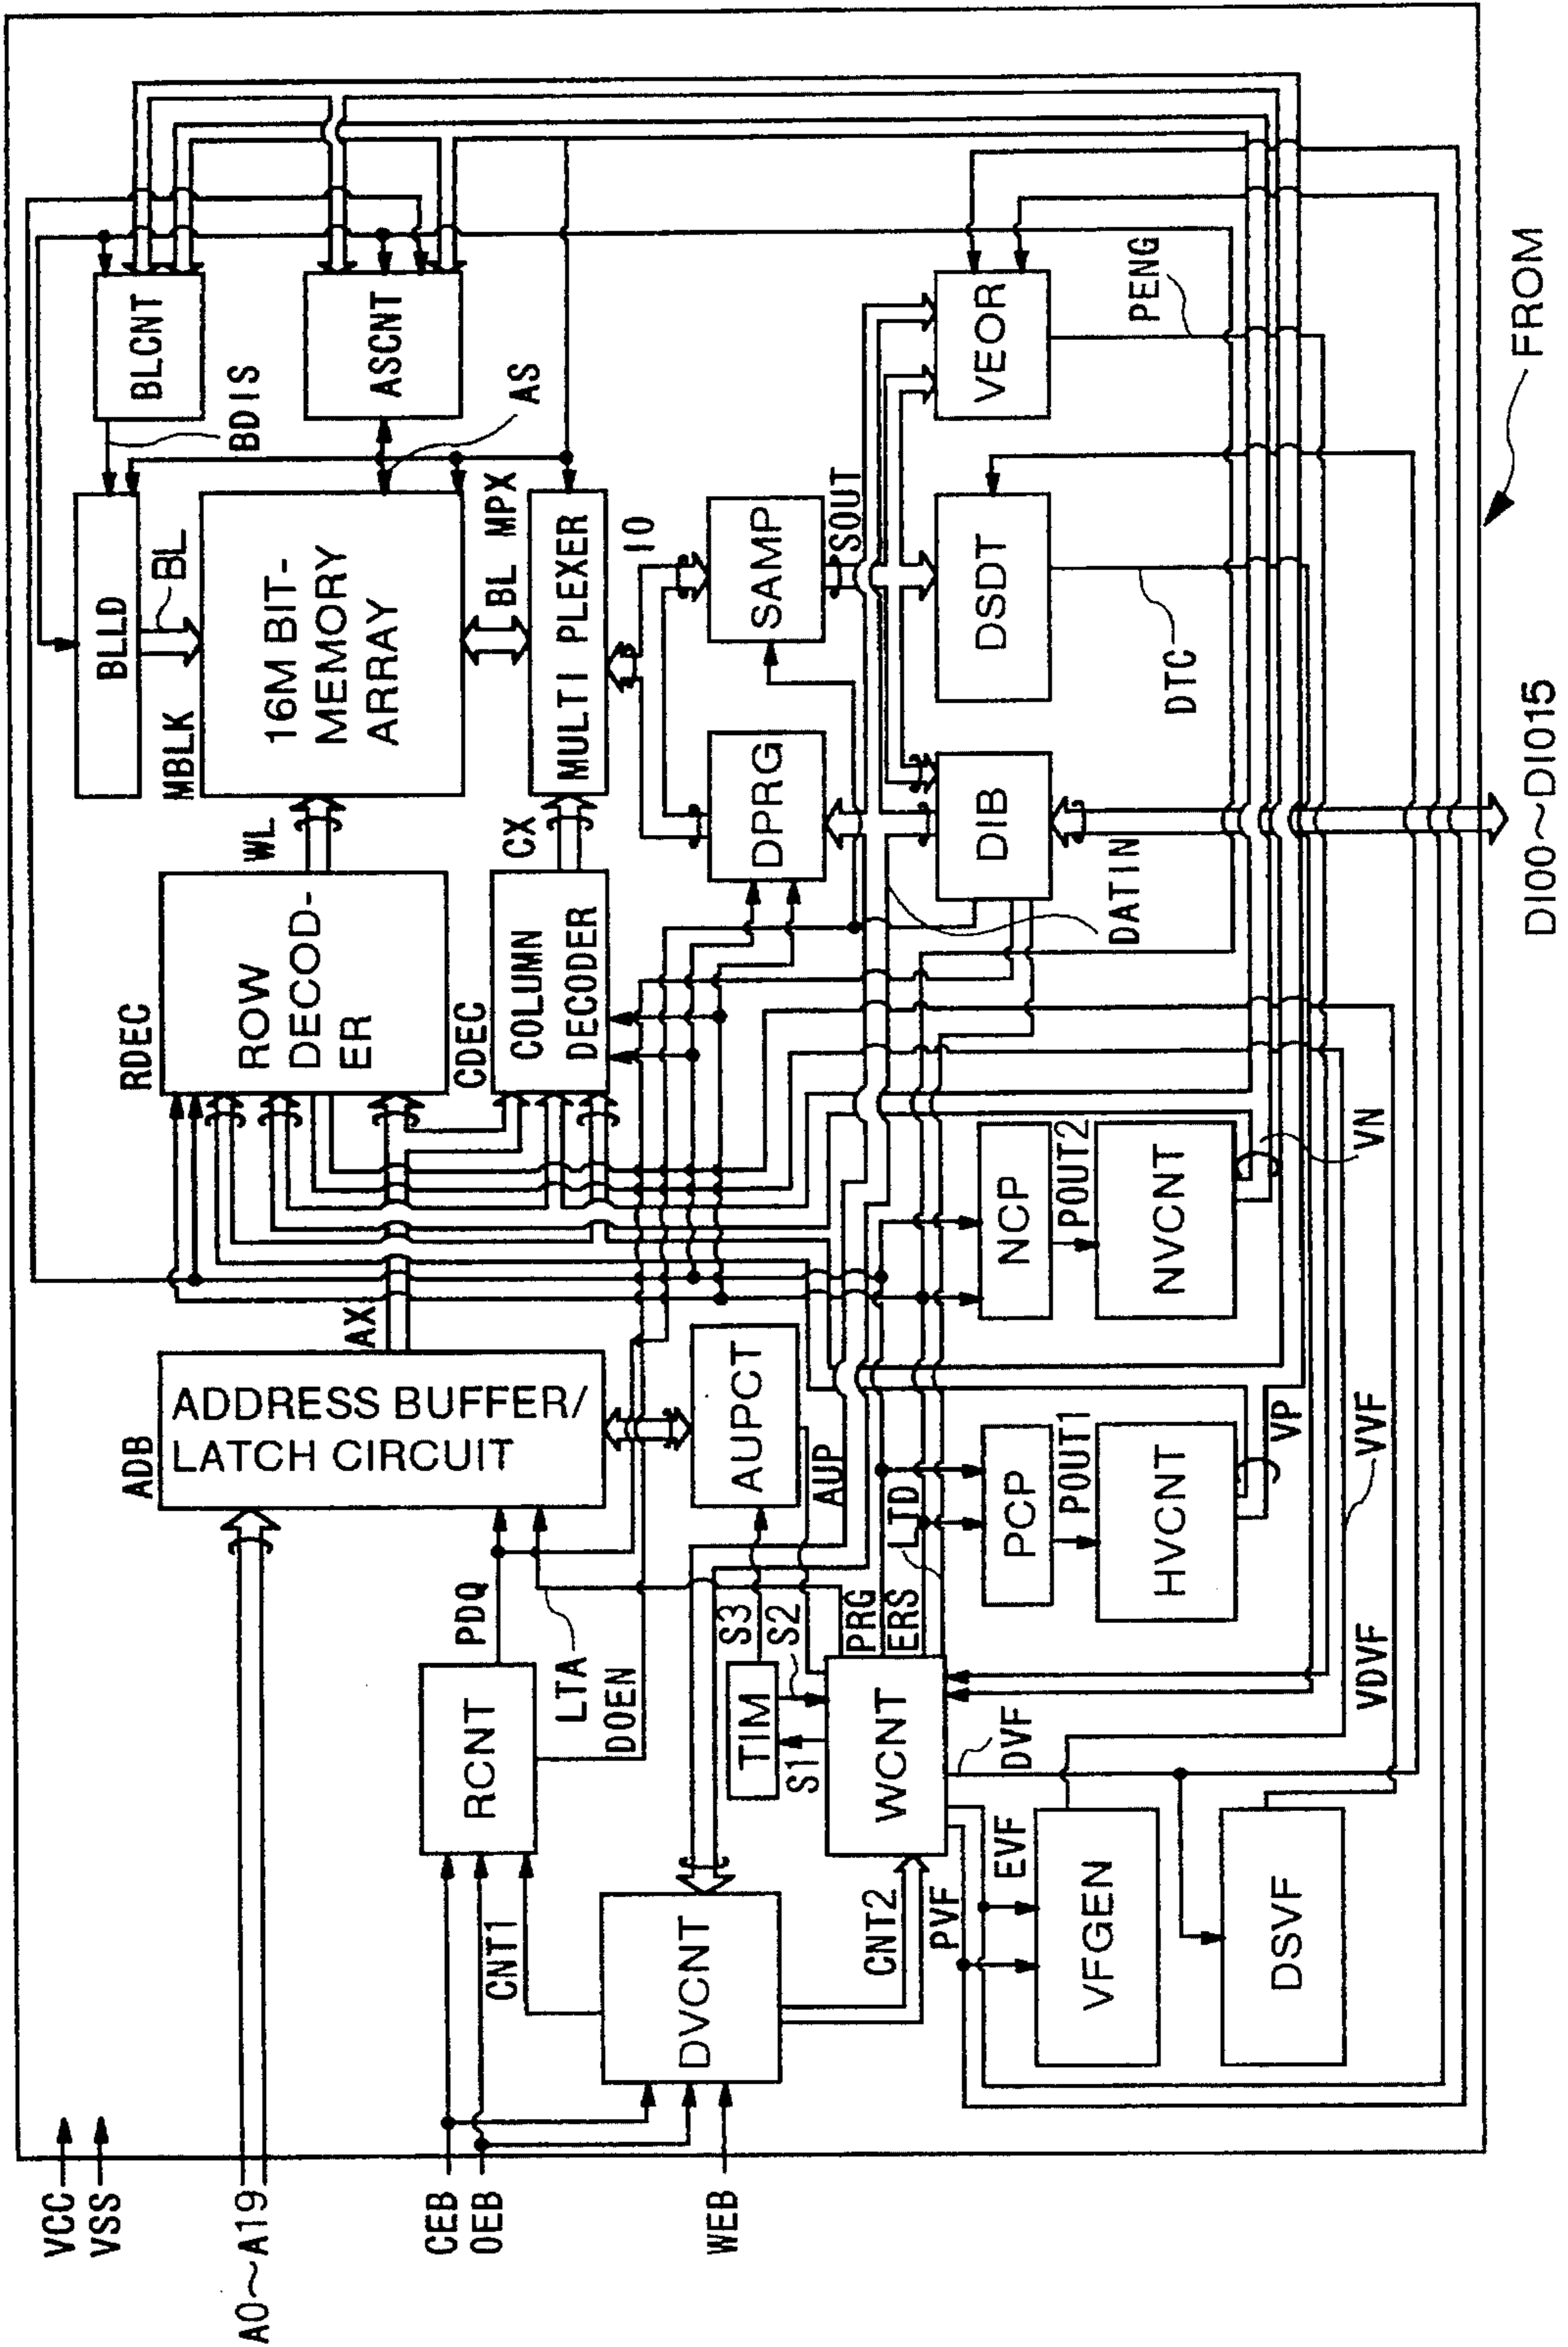 VCC
VSS
A0~A19
CEB
OEB
WEB
ADB
ADDRESS BUFFER/
LATCH CIRCUIT
AX
RDEC
ROW
DECOD-
ER
WL
MBLK
16M BIT-
MEMORY
ARRAY
BLLD
BL
BLCNT
BDIS
ASCNT
AS
CDEC
COLUMN
DECODER
CX
MULTI PLEXER
BL MPX
IO
RCNT
PDQ
CNT1
LTA
DOEN
AUPCT
AUP
DPRG
SAMP
SOUT
DVCNT
TIM
S3
S2
S1
WCNT
CNT2
PVF
PRG
ERS
LTD
DATIN
DIB
DSDT
DTC
VEOR
PENG
PCP
POUT1
HVCNT
VP
NCP
POUT2
NVCNT
VN
EVF
DVF
VFGEN
VVF
VDVF
DSVF
DI00~DI015
FROM